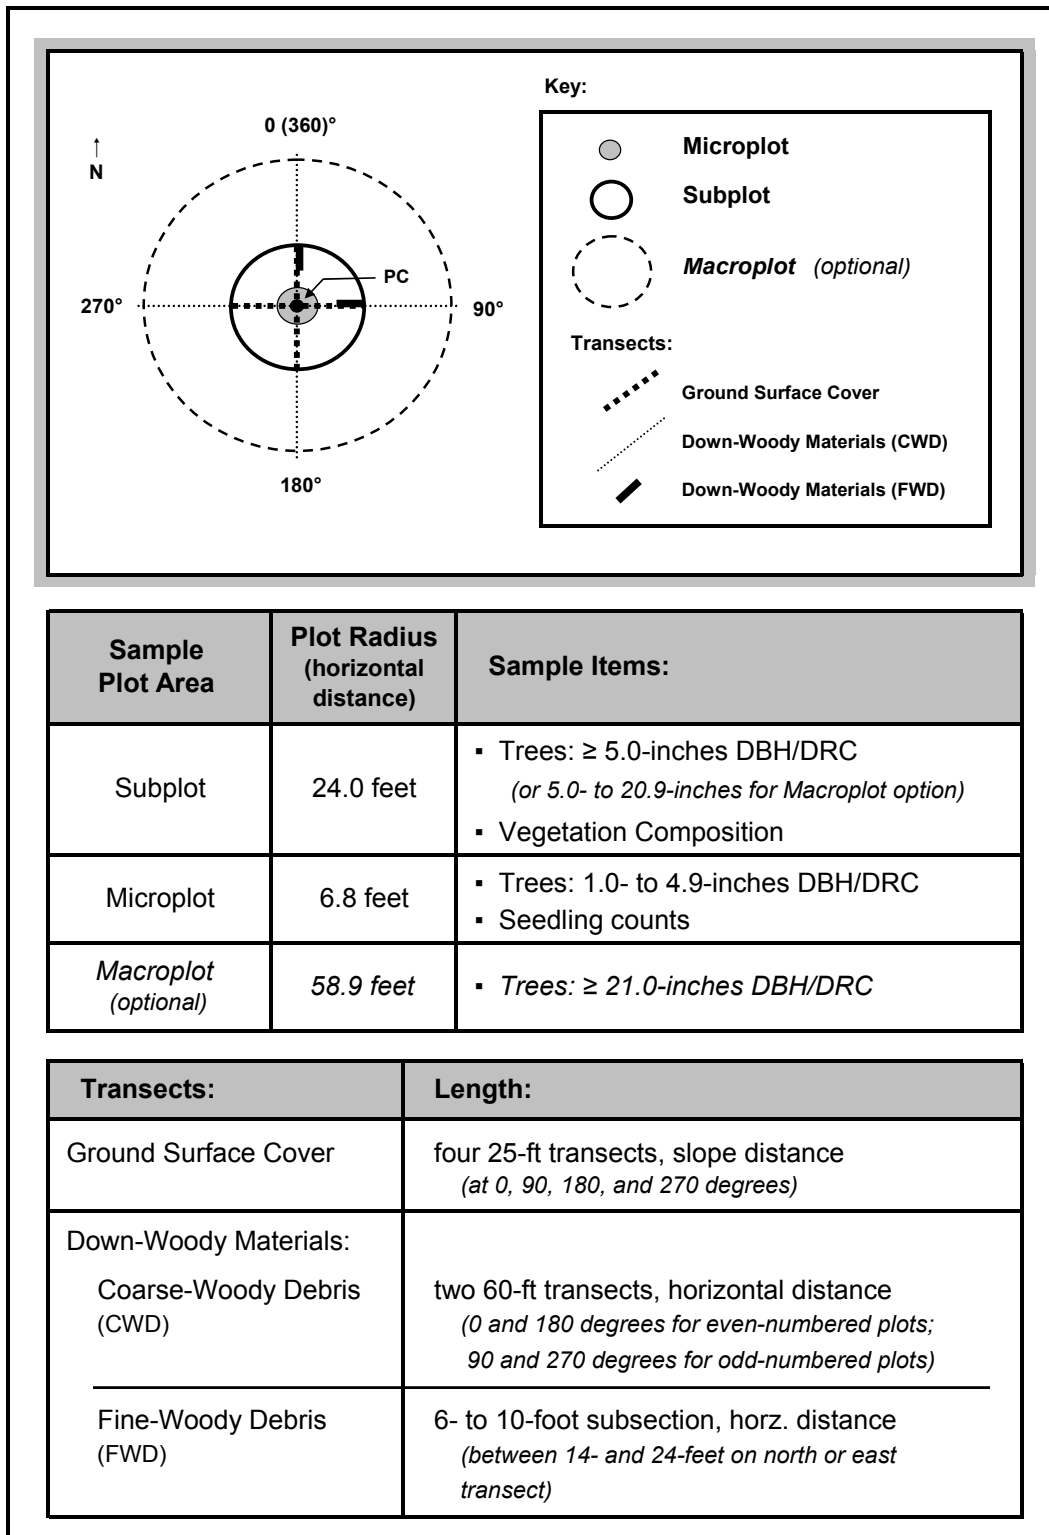 Key:
0 (360)°
↑
N
PC
270°
90°
180°
Microplot
Subplot
Macroplot (optional)
Transects:
Ground Surface Cover
Down-Woody Materials (CWD)
Down-Woody Materials (FWD)
Sample
Plot Area
Plot Radius
(horizontal
distance)
Sample Items:
Subplot
24.0 feet
▪ Trees: ≥ 5.0-inches DBH/DRC
(or 5.0- to 20.9-inches for Macroplot option)
▪ Vegetation Composition
Microplot
6.8 feet
▪ Trees: 1.0- to 4.9-inches DBH/DRC
▪ Seedling counts
Macroplot
(optional)
58.9 feet
▪ Trees: ≥ 21.0-inches DBH/DRC
Transects:
Length:
Ground Surface Cover
four 25-ft transects, slope distance
(at 0, 90, 180, and 270 degrees)
Down-Woody Materials:
Coarse-Woody Debris
(CWD)
two 60-ft transects, horizontal distance
(0 and 180 degrees for even-numbered plots;
90 and 270 degrees for odd-numbered plots)
Fine-Woody Debris
(FWD)
6- to 10-foot subsection, horz. distance
(between 14- and 24-feet on north or east
transect)